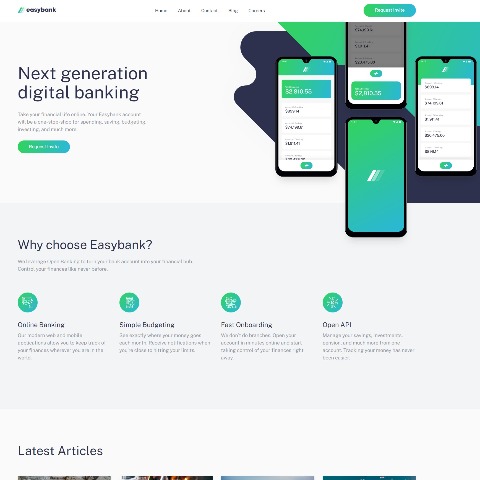 easybank
Home About Contact Blog Careers
Request Invite
Next generation
digital banking
Take your financial life online. Your Easybank account
will be a one-stop-shop for spending, saving, budgeting,
investing, and much more.
Request Invite
Why choose Easybank?
We leverage Open Banking to turn your bank account into your financial hub.
Control your finances like never before.
Online Banking
Our modern web and mobile
applications allow you to keep track of
your finances wherever you are in the
world.
Simple Budgeting
See exactly where your money goes
each month. Receive notifications when
you're close to hitting your limits.
Fast Onboarding
We don't do branches. Open your
account in minutes online and start
taking control of your finances right
away.
Open API
Manage your savings, investments,
pension, and much more from one
account. Tracking your money has never
been easier.
Latest Articles